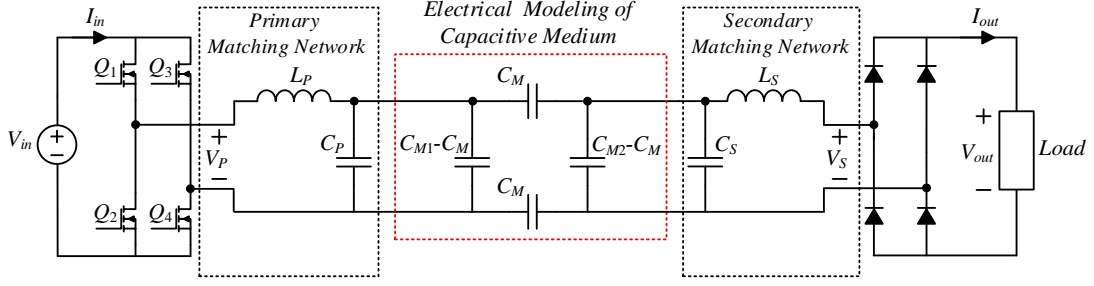 Primary
Matching Network
Electrical Modeling of
Capacitive Medium
Secondary
Matching Network
I_in
I_out
Q_1
Q_3
L_P
C_M
L_S
V_in
+
−
+
V_P
−
C_P
C_M1-C_M
C_M2-C_M
C_S
+
V_S
−
+
V_out
−
Load
C_M
Q_2
Q_4